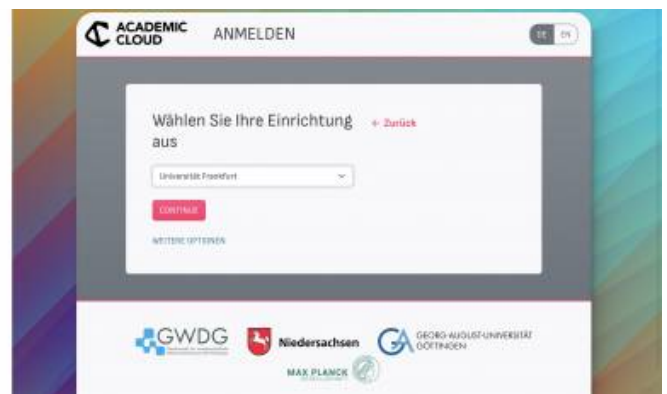 ACADEMIC
CLOUD
ANMELDEN
DE EN
Wählen Sie Ihre Einrichtung
aus
← Zurück
Universität Frankfurt
CONTINUE
WEITERE OPTIONEN
GWDG
Niedersachsen
GEORG-AUGUST-UNIVERSITÄT
GÖTTINGEN
MAX PLANCK